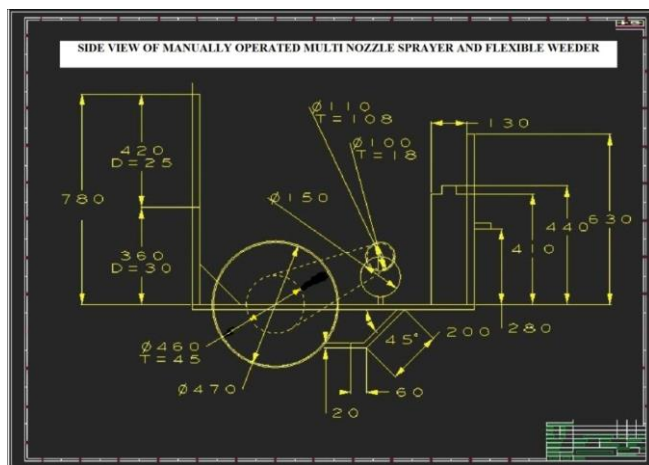 SIDE VIEW OF MANUALLY OPERATED MULTI NOZZLE SPRAYER AND FLEXIBLE WEEDER
Ø110
T=108
Ø100
T=18
130
420
D=25
780
Ø150
630
440
410
360
D=30
280
Ø460
T=45
45°
200
Ø470
60
20